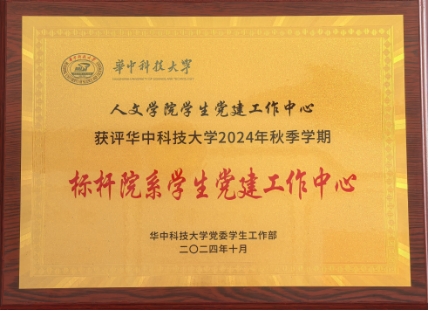 華中科技大学
人文学院学生党建工作中心
获评华中科技大学2024年秋季学期
标杆院系学生党建工作中心
华中科技大学党委学生工作部
二〇二四年十月